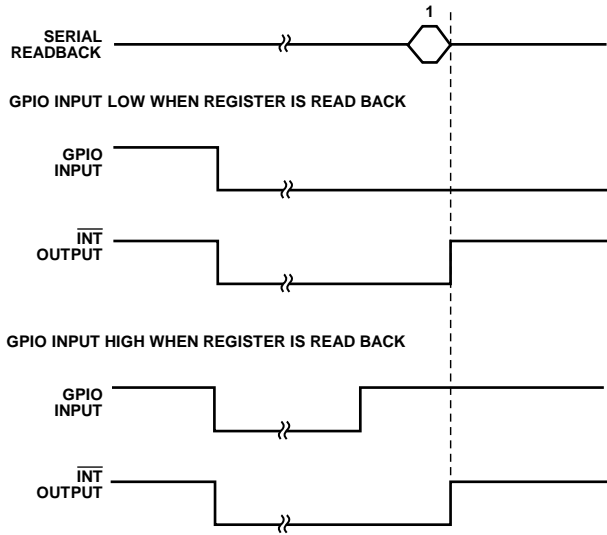 1
SERIAL
READBACK
GPIO INPUT LOW WHEN REGISTER IS READ BACK
GPIO
INPUT
INT
OUTPUT
GPIO INPUT HIGH WHEN REGISTER IS READ BACK
GPIO
INPUT
INT
OUTPUT